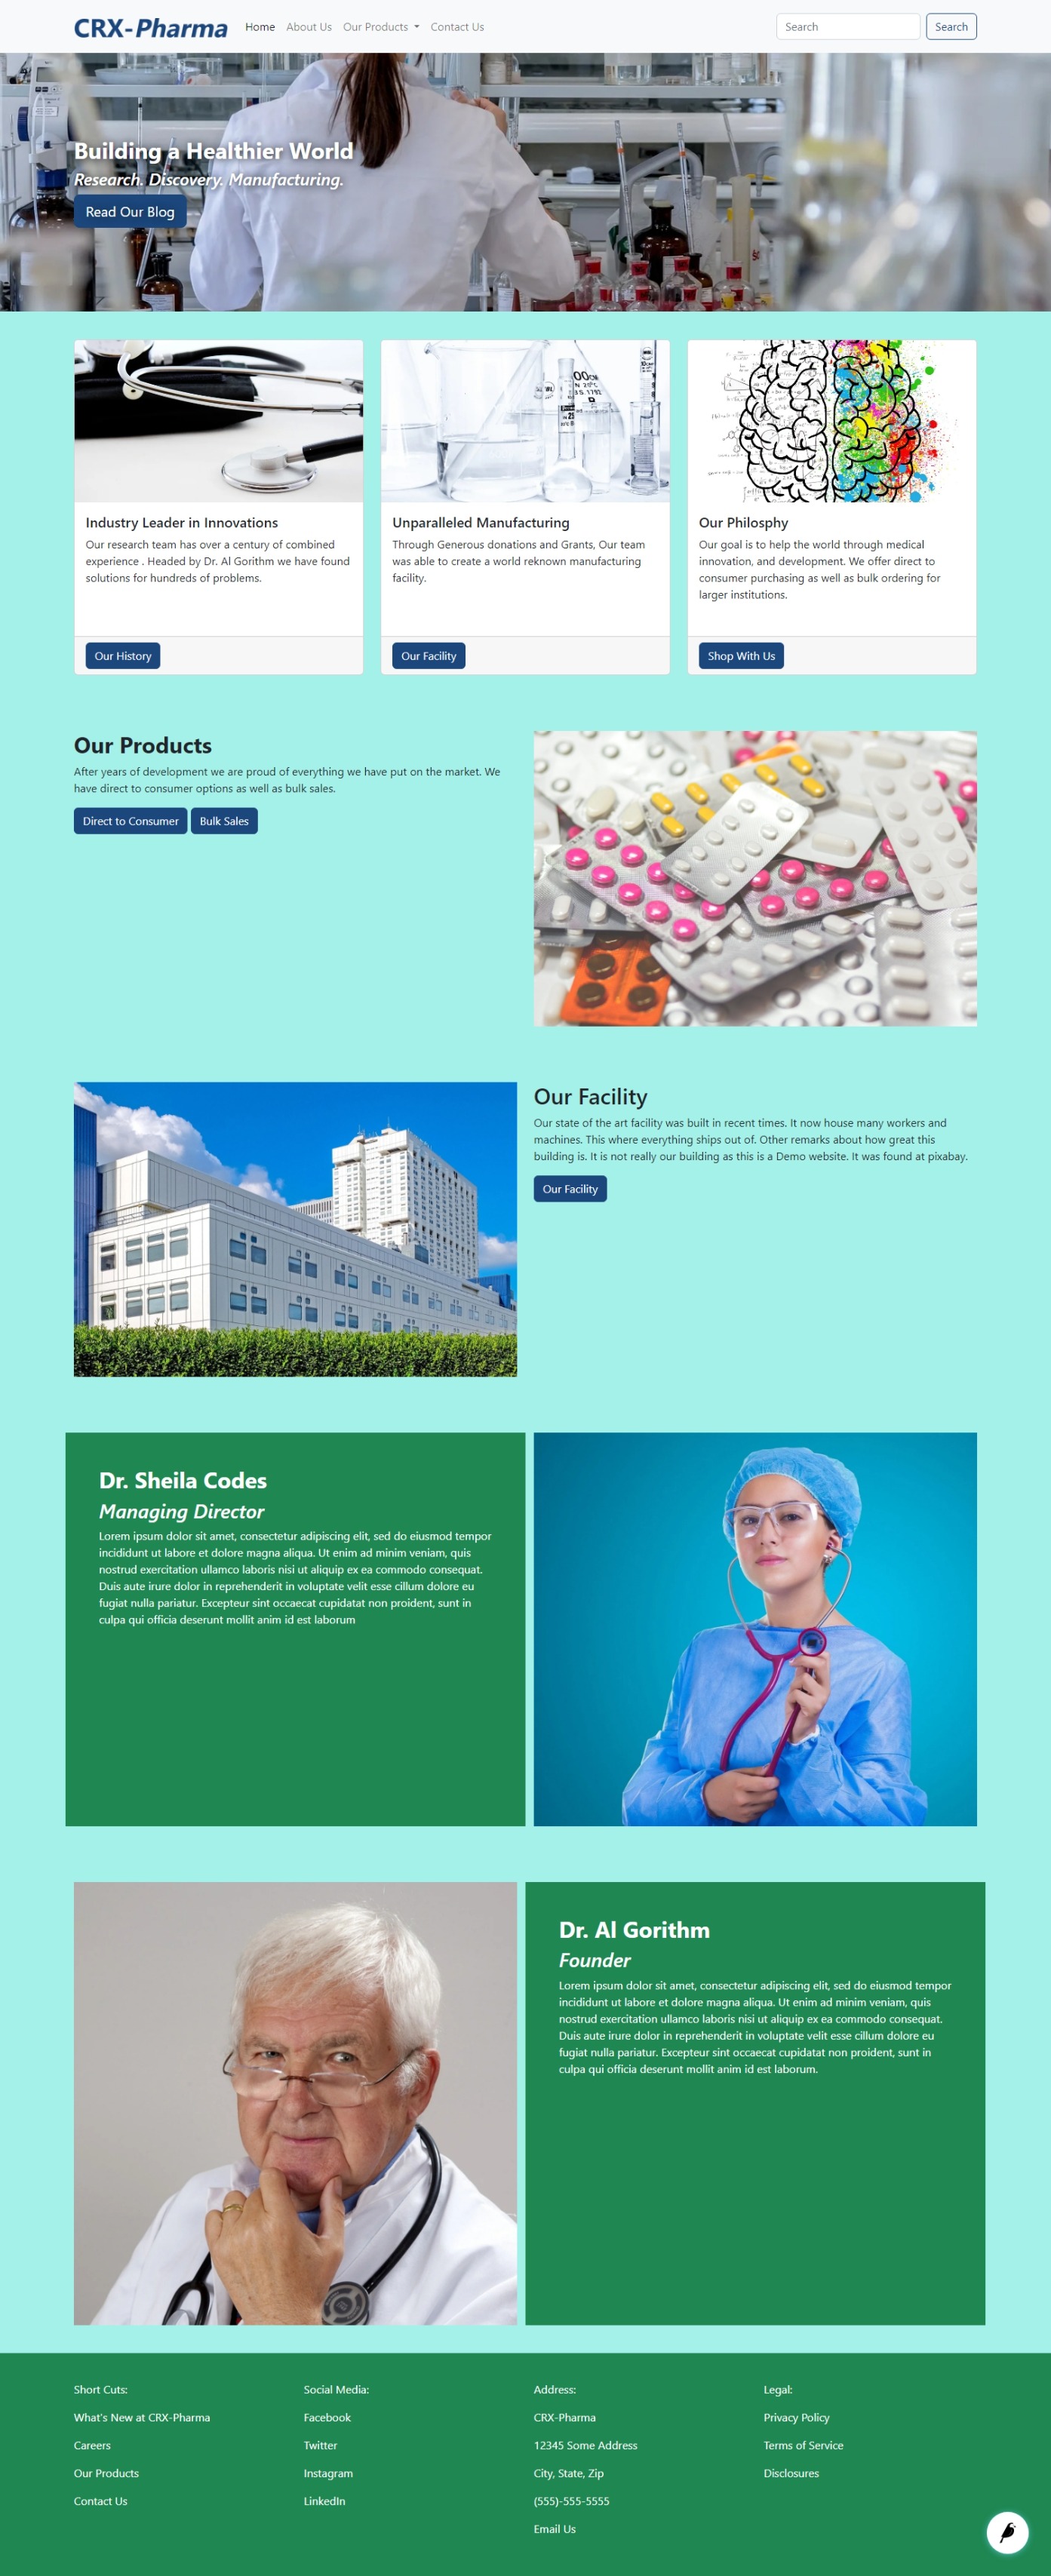 CRX-Pharma
Home
About Us
Our Products
Contact Us
Search
Search
Building a Healthier World
Research. Discovery. Manufacturing.
Read Our Blog
Industry Leader in Innovations
Our research team has over a century of combined
experience . Headed by Dr. Al Gorithm we have found
solutions for hundreds of problems.
Our History
Unparalleled Manufacturing
Through Generous donations and Grants, Our team
was able to create a world reknown manufacturing
facility.
Our Facility
Our Philosphy
Our goal is to help the world through medical
innovation, and development. We offer direct to
consumer purchasing as well as bulk ordering for
larger institutions.
Shop With Us
Our Products
After years of development we are proud of everything we have put on the market. We
have direct to consumer options as well as bulk sales.
Direct to Consumer
Bulk Sales
Our Facility
Our state of the art facility was built in recent times. It now house many workers and
machines. This where everything ships out of. Other remarks about how great this
building is. It is not really our building as this is a Demo website. It was found at pixabay.
Our Facility
Dr. Sheila Codes
Managing Director
Lorem ipsum dolor sit amet, consectetur adipiscing elit, sed do eiusmod tempor
incididunt ut labore et dolore magna aliqua. Ut enim ad minim veniam, quis
nostrud exercitation ullamco laboris nisi ut aliquip ex ea commodo consequat.
Duis aute irure dolor in reprehenderit in voluptate velit esse cillum dolore eu
fugiat nulla pariatur. Excepteur sint occaecat cupidatat non proident, sunt in
culpa qui officia deserunt mollit anim id est laborum
Dr. Al Gorithm
Founder
Lorem ipsum dolor sit amet, consectetur adipiscing elit, sed do eiusmod tempor
incididunt ut labore et dolore magna aliqua. Ut enim ad minim veniam, quis
nostrud exercitation ullamco laboris nisi ut aliquip ex ea commodo consequat.
Duis aute irure dolor in reprehenderit in voluptate velit esse cillum dolore eu
fugiat nulla pariatur. Excepteur sint occaecat cupidatat non proident, sunt in
culpa qui officia deserunt mollit anim id est laborum.
Short Cuts:
What's New at CRX-Pharma
Careers
Our Products
Contact Us
Social Media:
Facebook
Twitter
Instagram
LinkedIn
Address:
CRX-Pharma
12345 Some Address
City, State, Zip
(555)-555-5555
Email Us
Legal:
Privacy Policy
Terms of Service
Disclosures